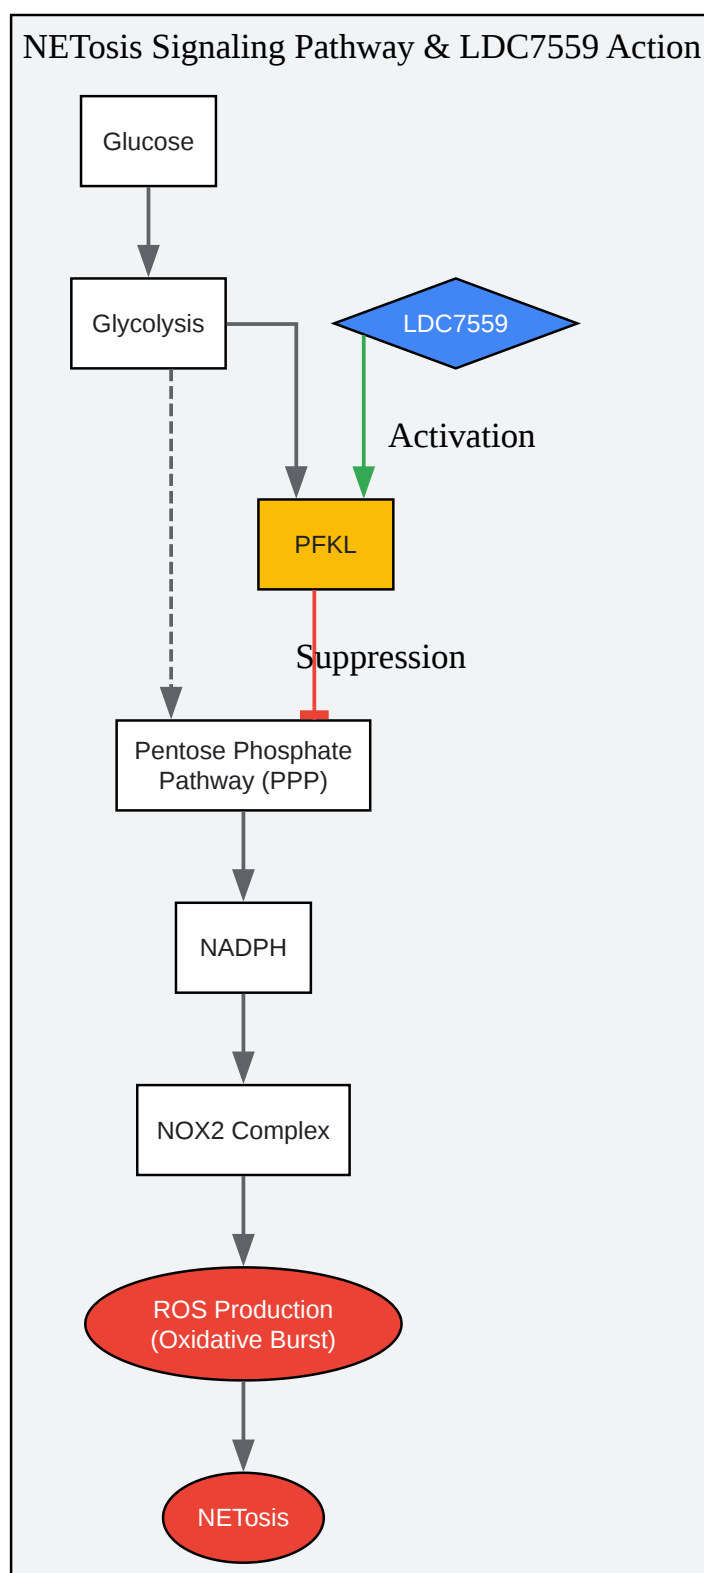 NETosis Signaling Pathway & LDC7559 Action
Glucose
Glycolysis
LDC7559
Activation
PFKL
Suppression
Pentose Phosphate
Pathway (PPP)
NADPH
NOX2 Complex
ROS Production
(Oxidative Burst)
NETosis